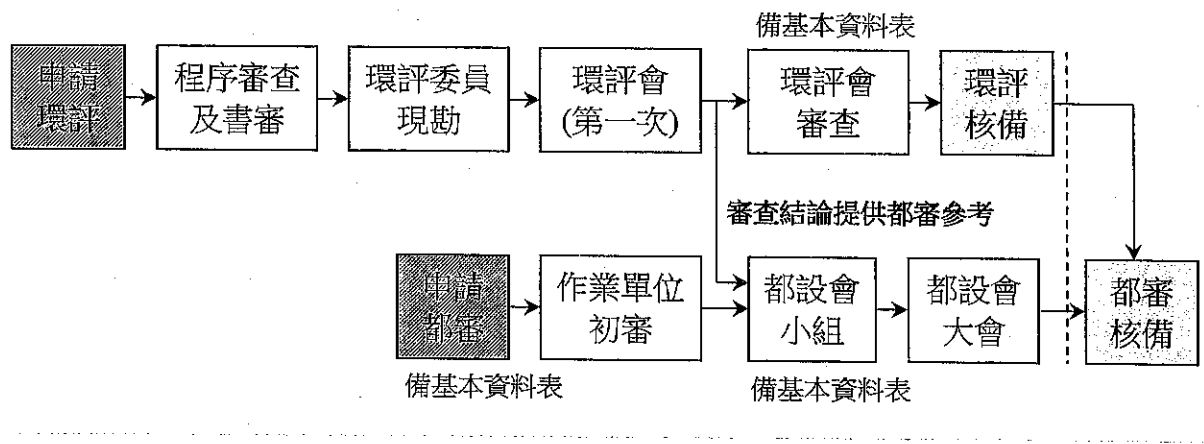 備基本資料表
申請
環評
程序審查
及書審
環評委員
現勘
環評會
(第一次)
環評會
審查
環評
核備
審查結論提供都審參考
申請
都審
作業單位
初審
都設會
小組
都設會
大會
都審
核備
備基本資料表
備基本資料表